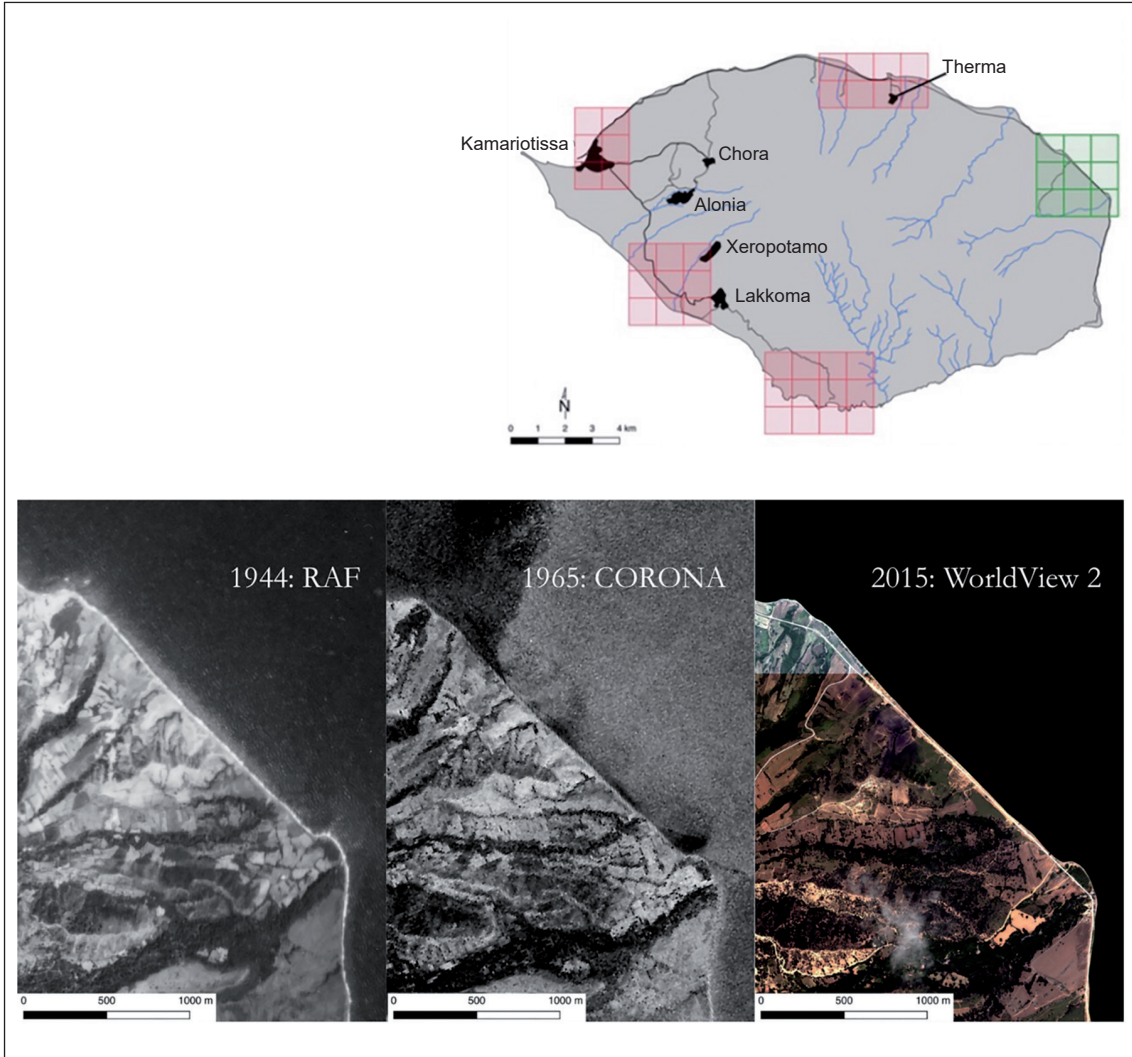 Therma
Kamariotissa
Chora
Alonia
Xeropotamo
Lakkoma
N
0 1 2 3 4 km
1944: RAF
1965: CORONA
2015: WorldView 2
0 500 1000 m
0 500 1000 m
0 500 1000 m